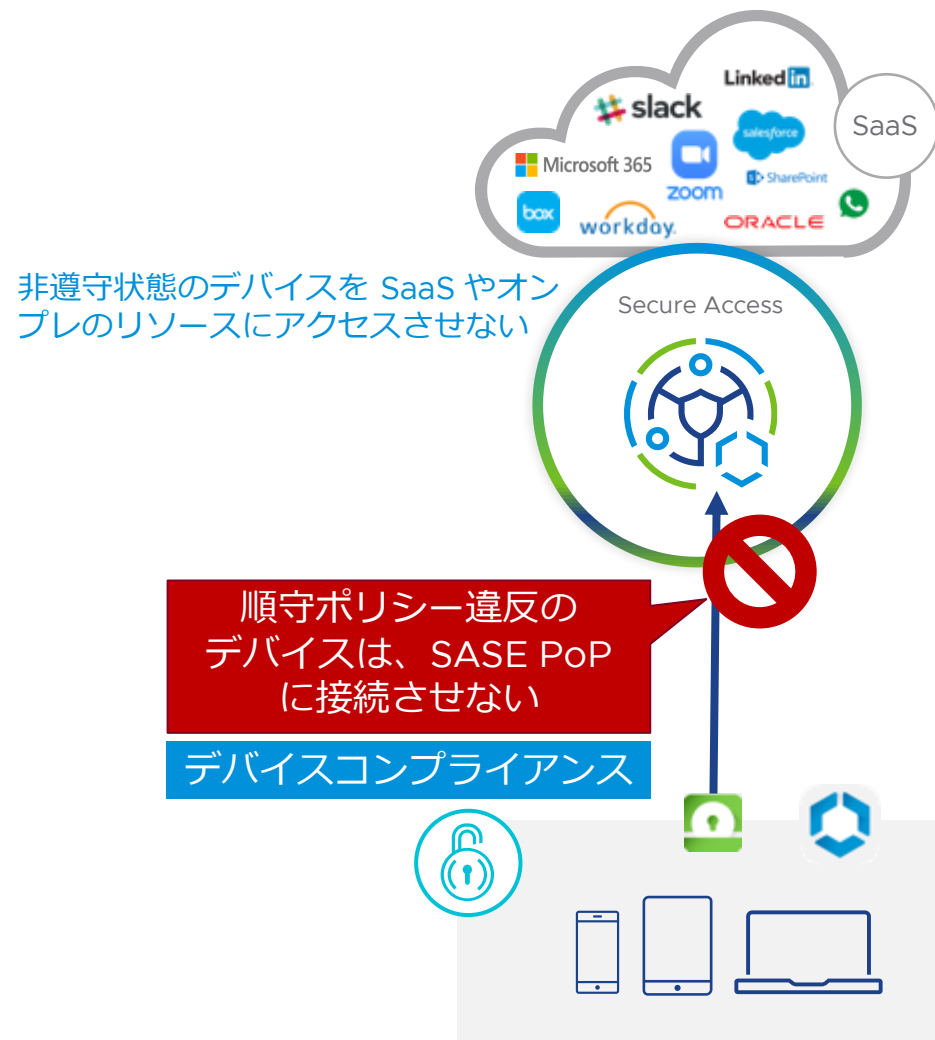 Linked in
slack
salesforce
SaaS
Microsoft 365
zoom
SharePoint
box
workday.
ORACLE
非遵守状態のデバイスを SaaS やオン
プレのリソースにアクセスさせない
Secure Access
順守ポリシー違反の
デバイスは、SASE PoP
に接続させない
デバイスコンプライアンス